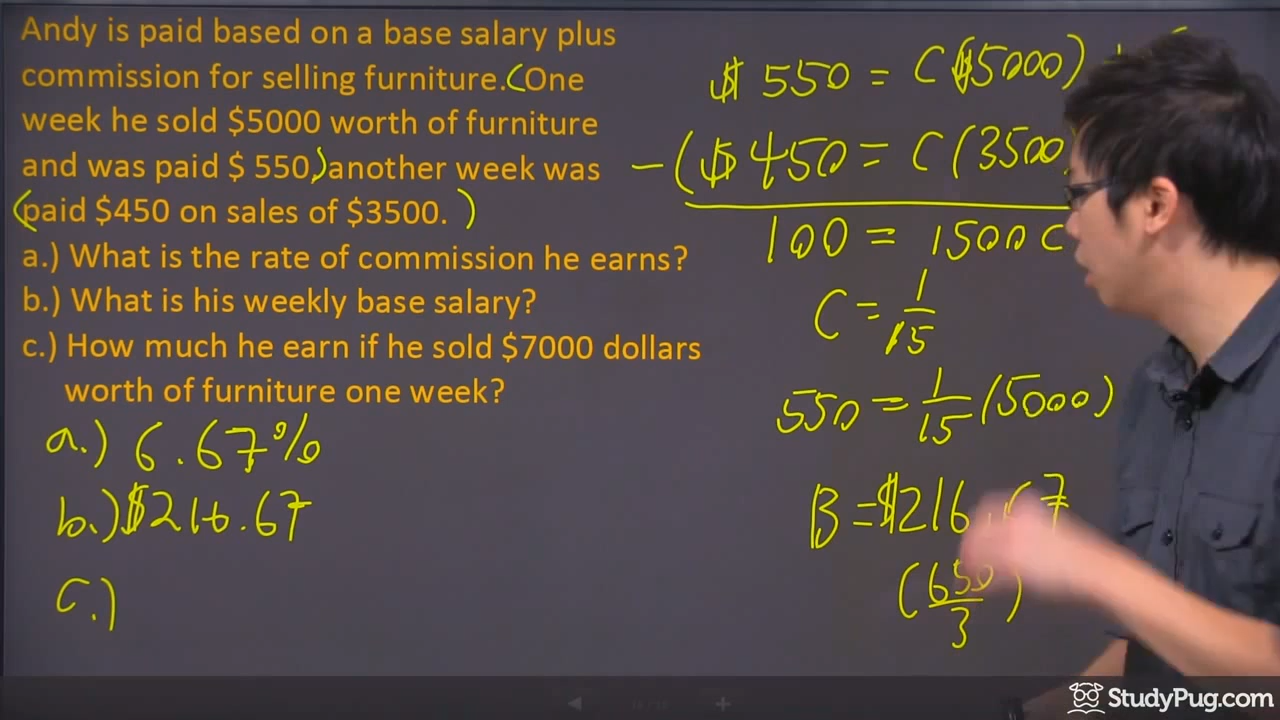 Andy is paid based on a base salary plus
commission for selling furniture.(One
week he sold $5000 worth of furniture
and was paid $ 550,)another week was
(paid $450 on sales of $3500. )
a.) What is the rate of commission he earns?
b.) What is his weekly base salary?
c.) How much he earn if he sold $7000 dollars
worth of furniture one week?
a.) 6.67%
b.)$216.67
c.)
$ 550 = C($5000) +
-($450 = C(3500)
100 = 1500 C
C = 1/15
550 = 1/15(5000)
B = $216.67
(650/3)
StudyPug.com